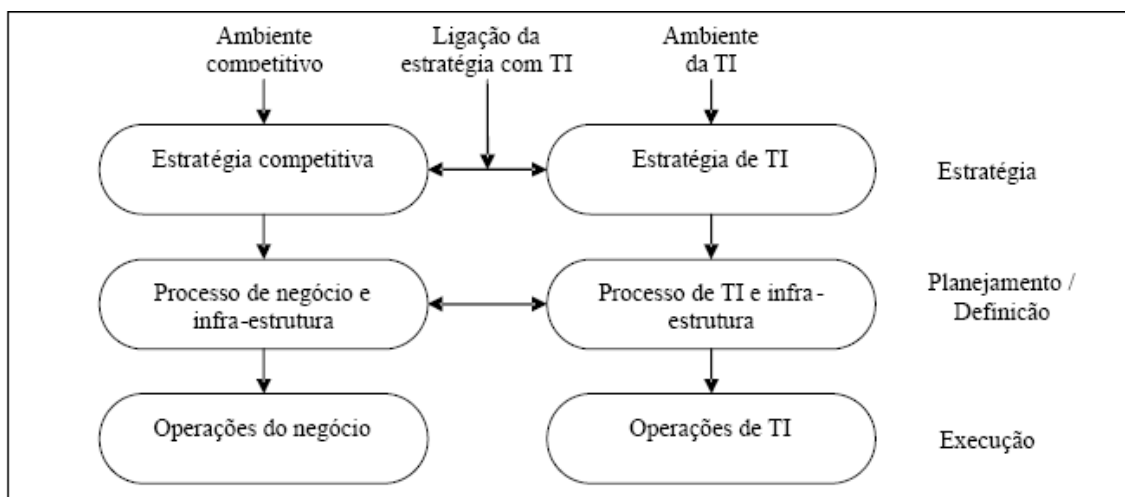 Ambiente
competitivo
Ligação da
estratégia com TI
Ambiente
da TI
Estratégia competitiva
Estratégia de TI
Estratégia
Processo de negócio e
infra-estrutura
Processo de TI e infra-
estrutura
Planejamento /
Definicão
Operações do negócio
Operações de TI
Execução